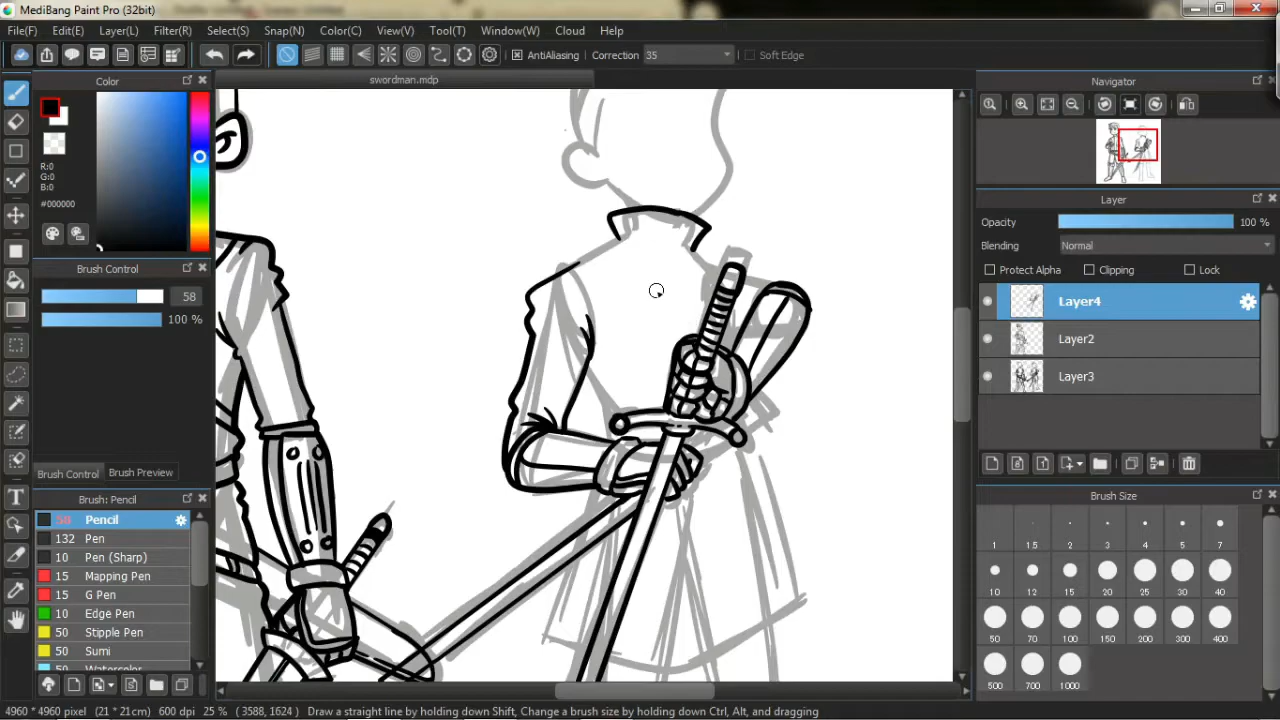 MediBang Paint Pro (32bit)
File(F) Edit(E) Layer(L) Filter(R) Select(S) Snap(N) Color(C) View(V) Tool(T) Window(W) Cloud Help
AntiAliasing Correction 35 Soft Edge
Color
swordman.mdp
Navigator
R:0
G:0
B:0
#000000
Layer
Opacity 100 %
Blending Normal
Protect Alpha Clipping Lock
Brush Control
58
100 %
Layer4
Layer2
Layer3
Brush Control Brush Preview
Brush: Pencil
58 Pencil
132 Pen
10 Pen (Sharp)
15 Mapping Pen
15 G Pen
10 Edge Pen
50 Stipple Pen
50 Sumi
50 Watercolor
Brush Size
1 1.5 2 3 4 5 7
10 12 15 20 25 30 40
50 70 100 150 200 300 400
500 700 1000
4960 * 4960 pixel (21 * 21cm) 600 dpi 25 % ( 3588, 1624 ) Draw a straight line by holding down Shift, Change a brush size by holding down Ctrl, Alt, and dragging